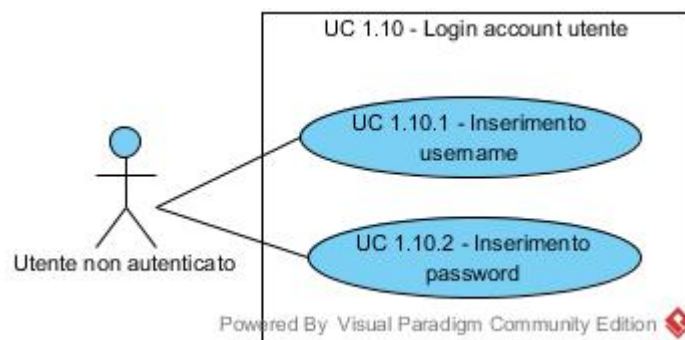 UC 1.10 - Login account utente
UC 1.10.1 - Inserimento
username
Utente non autenticato
UC 1.10.2 - Inserimento
password
Powered By Visual Paradigm Community Edition